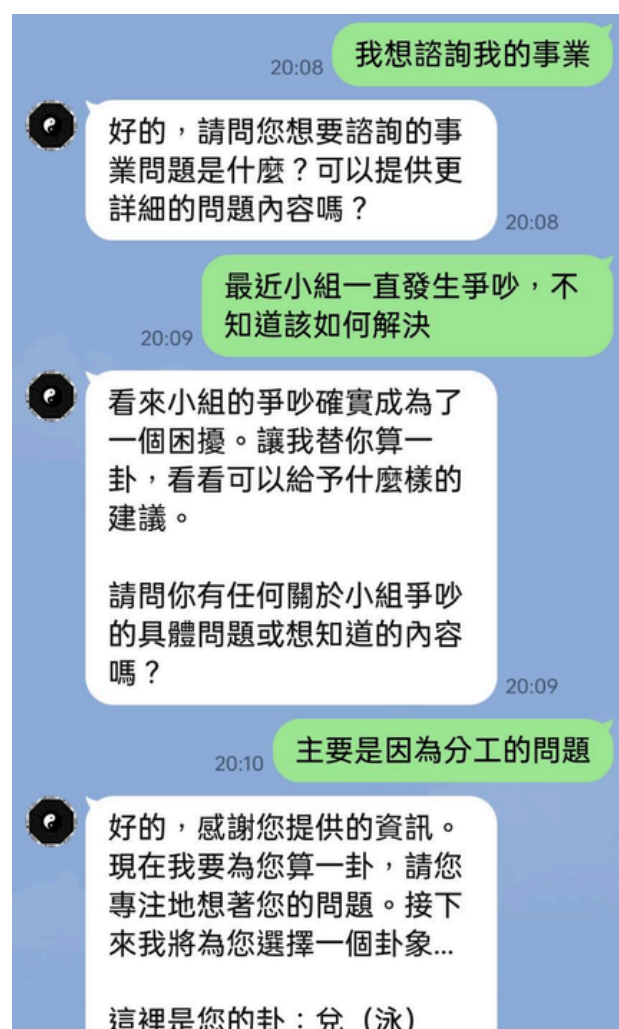 我想諮詢我的事業
20:08
好的，請問您想要諮詢的事
業問題是什麼？可以提供更
詳細的問題內容嗎？
20:08
最近小組一直發生爭吵，不
知道該如何解決
20:09
看來小組的爭吵確實成為了
一個困擾。讓我替你算一
卦，看看可以給予什麼樣的
建議。
請問你有任何關於小組爭吵
的具體問題或想知道的內容
嗎？
20:09
主要是因為分工的問題
20:10
好的，感謝您提供的資訊。
現在我要為您算一卦，請您
專注地想著您的問題。接下
來我將為您選擇一個卦象...
這裡是您的卦：兌（泳）